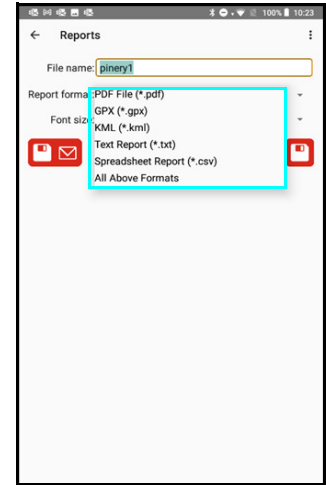 100% 10:23
Reports
File name: pinery1
Report forma
PDF File (*.pdf)
GPX (*.gpx)
Font size:
KML (*.kml)
Text Report (*.txt)
Spreadsheet Report (*.csv)
All Above Formats